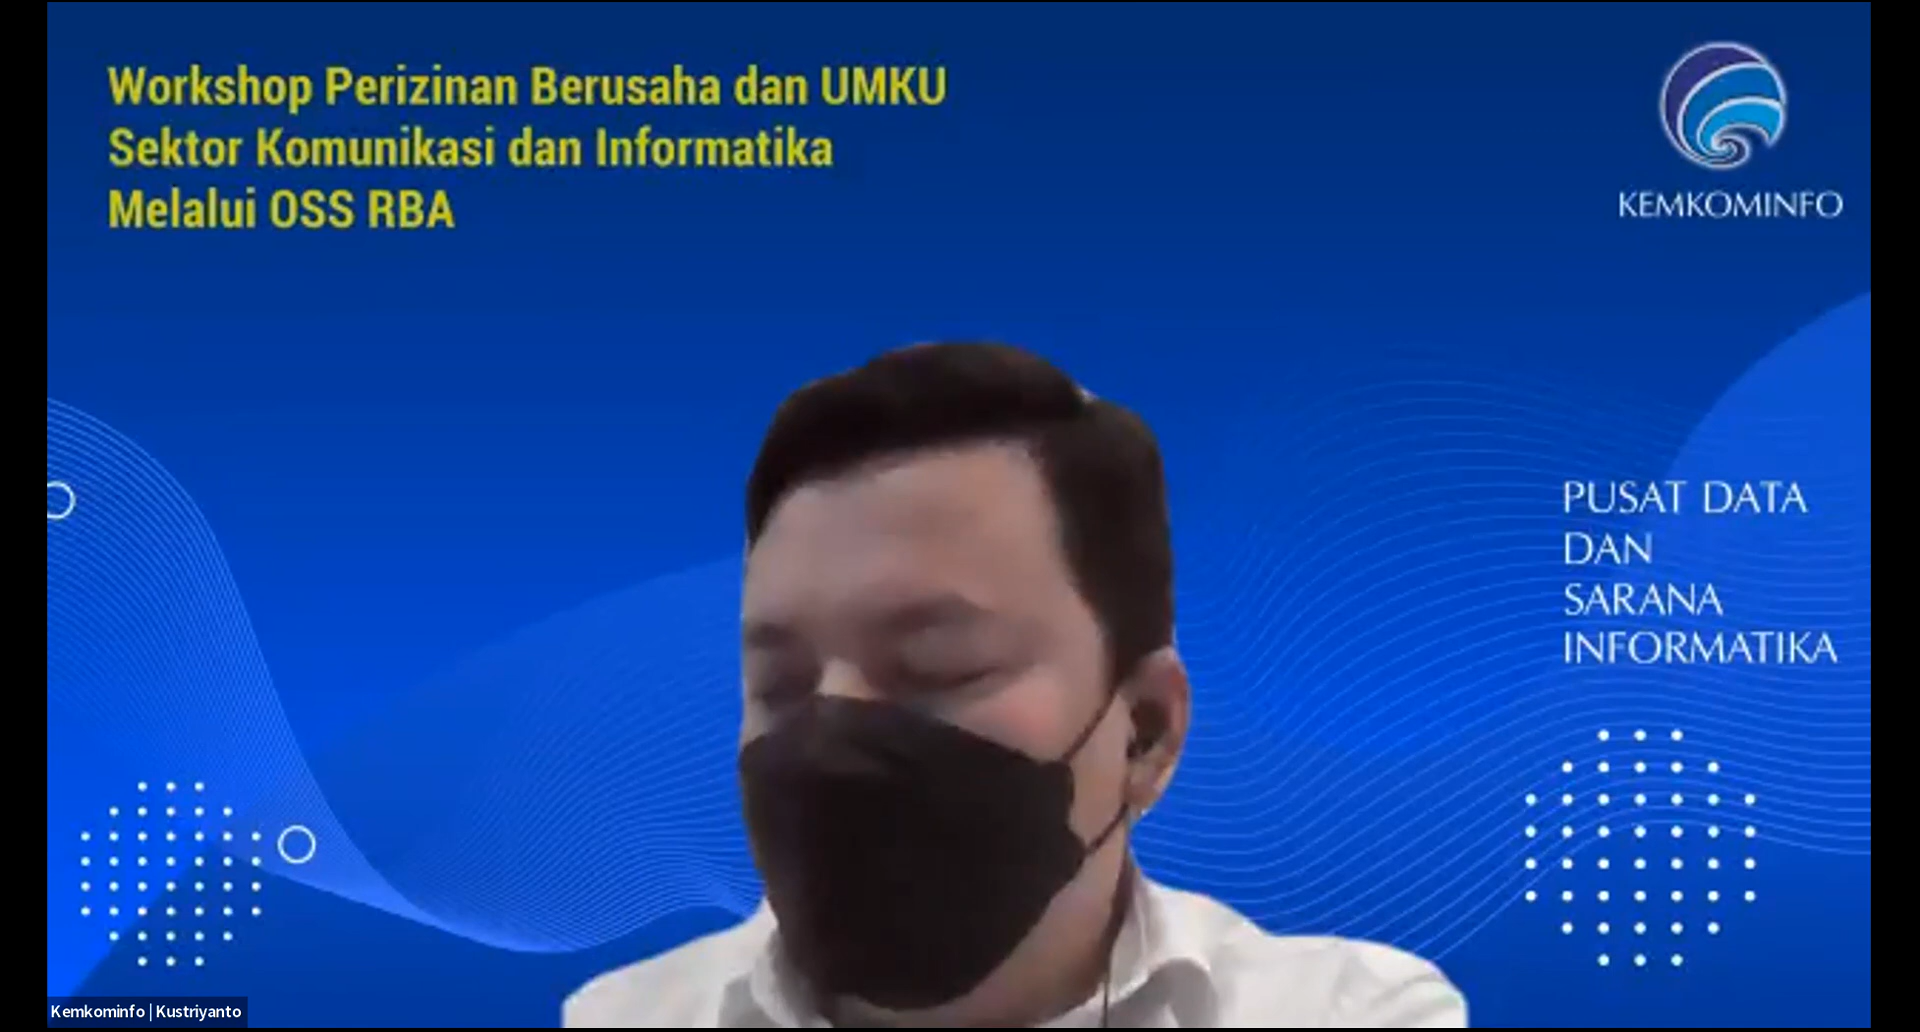 Workshop Perizinan Berusaha dan UMKU
Sektor Komunikasi dan Informatika
Melalui OSS RBA
KEMKOMINFO
PUSAT DATA
DAN
SARANA
INFORMATIKA
Kemkominfo | Kustriyanto